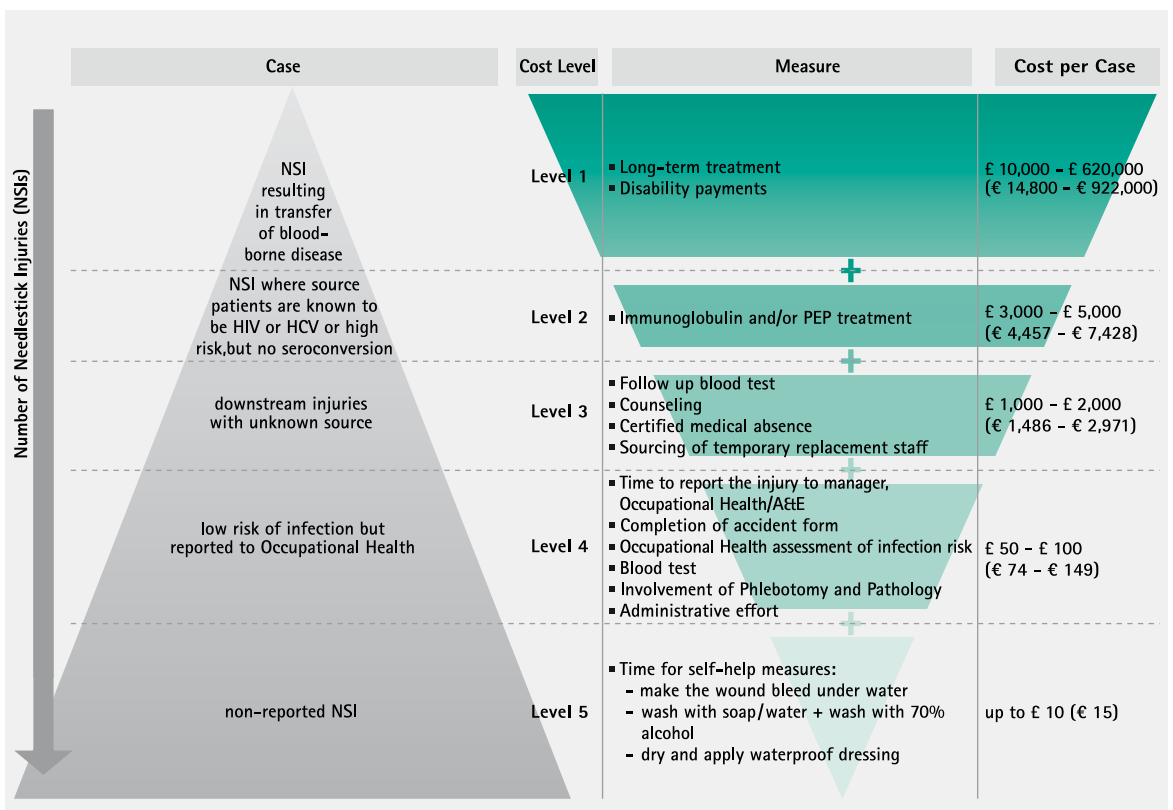 Case
Cost Level
Measure
Cost per Case
Number of Needlestick Injuries (NSIs)
NSI
resulting
in transfer
of blood-
borne disease
Level 1
▪ Long-term treatment
▪ Disability payments
£ 10,000 – £ 620,000
(€ 14,800 – € 922,000)
+
NSI where source
patients are known to
be HIV or HCV or high
risk,but no seroconversion
Level 2
▪ Immunoglobulin and/or PEP treatment
£ 3,000 – £ 5,000
(€ 4,457 – € 7,428)
+
downstream injuries
with unknown source
Level 3
▪ Follow up blood test
▪ Counseling
▪ Certified medical absence
▪ Sourcing of temporary replacement staff
£ 1,000 – £ 2,000
(€ 1,486 – € 2,971)
+
low risk of infection but
reported to Occupational Health
Level 4
▪ Time to report the injury to manager,
Occupational Health/A&E
▪ Completion of accident form
▪ Occupational Health assessment of infection risk
▪ Blood test
▪ Involvement of Phlebotomy and Pathology
▪ Administrative effort
£ 50 – £ 100
(€ 74 – € 149)
+
non-reported NSI
Level 5
▪ Time for self-help measures:
– make the wound bleed under water
– wash with soap/water + wash with 70%
alcohol
– dry and apply waterproof dressing
up to £ 10 (€ 15)